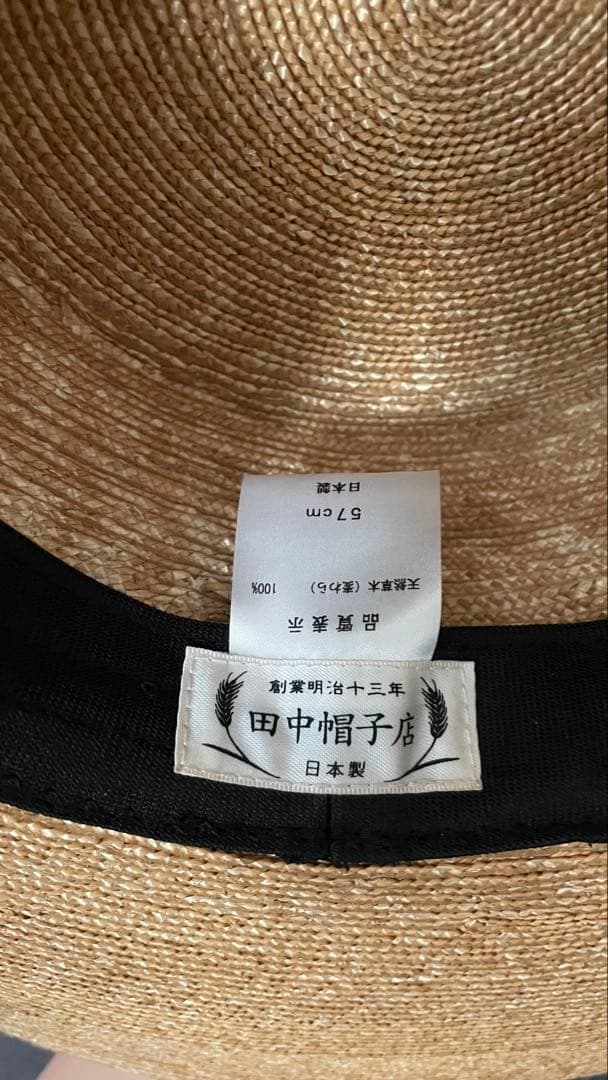 品質表示
天然草木（麦わら） 100%
57cm
日本製
創業明治十三年
田中帽子店
日本製